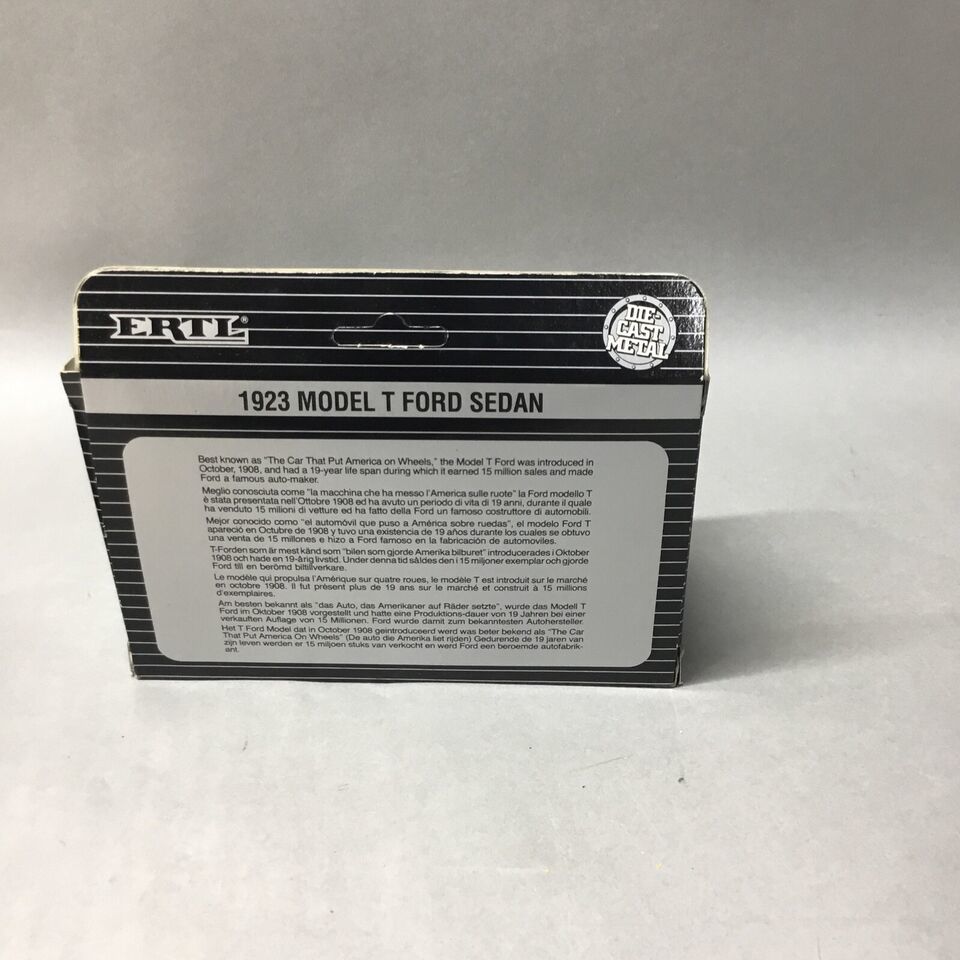 ERTL®
DIE-
CAST
METAL
1923 MODEL T FORD SEDAN
Best known as "The Car That Put America on Wheels," the Model T Ford was introduced in
October, 1908, and had a 19-year life span during which it earned 15 million sales and made
Ford a famous auto-maker.
Meglio conosciuta come "la macchina che ha messo l'America sulle ruote" la Ford modello T
è stata presentata nell'Ottobre 1908 ed ha avuto un periodo di vita di 19 anni, durante il quale
ha venduto 15 milioni di vetture ed ha fatto della Ford un famoso costruttore di automobili.
Mejor conocido como "el automóvil que puso a América sobre ruedas", el modelo Ford T
apareció en Octubre de 1908 y tuvo una existencia de 19 años durante los cuales se obtuvo
una venta de 15 millones e hizo a Ford famoso en la fabricación de automoviles.
T-Forden som är mest känd som "bilen som gjorde Amerika bilburet" introducerades i Oktober
1908 och hade en 19-årig livstid. Under denna tid såldes den i 15 miljoner exemplar och gjorde
Ford till en berömd biltillverkare.
Le modèle qui propulsa l'Amérique sur quatre roues, le modèle T est introduit sur le marché
en octobre 1908. Il fut présent plus de 19 ans sur le marché et construit à 15 millions
d'exemplaires.
Am besten bekannt als "das Auto, das Amerikaner auf Räder setzte", wurde das Modell T
Ford im Oktober 1908 vorgestellt und hatte eine Produktions-dauer von 19 Jahren bei einer
verkauften Auflage von 15 Millionen. Ford wurde damit zum bekanntesten Autohersteller.
Het T Ford Model dat in October 1908 geintroduceerd werd was beter bekend als "The Car
That Put America On Wheels" (De auto die Amerika liet rijden) Gedurende de 19 jaren van
zijn leven werden er 15 miljoen stuks van verkocht en werd Ford een beroemde autofabrik-
ant.